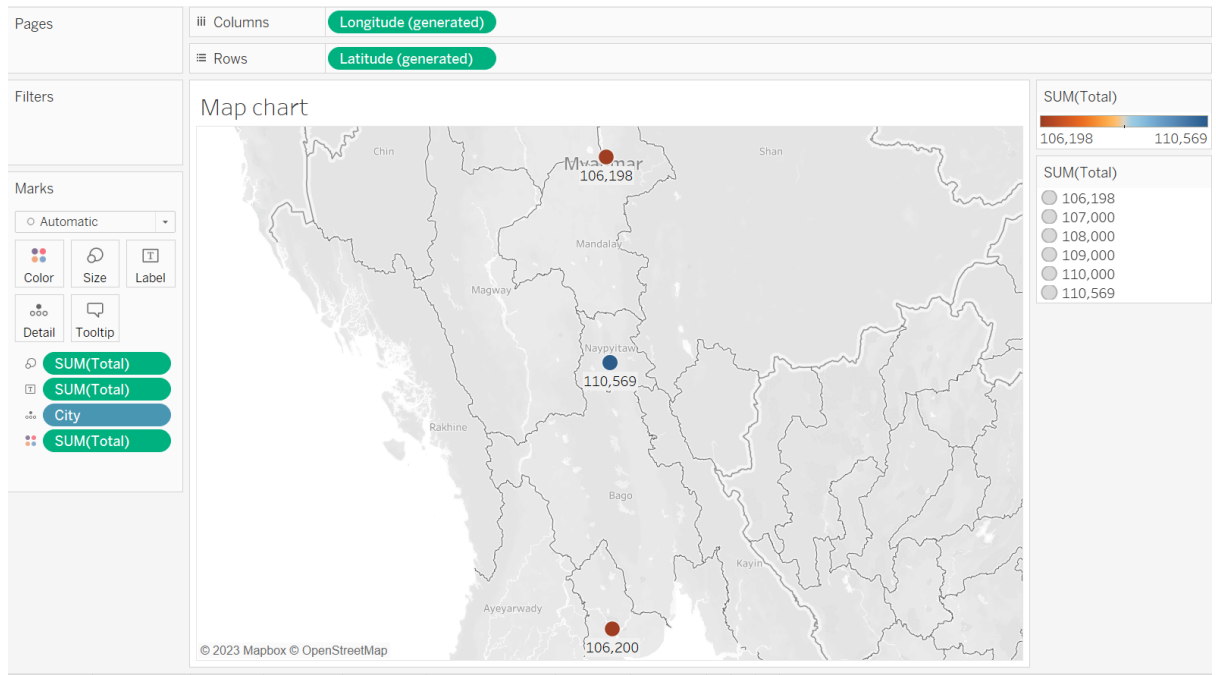 Pages
Columns
Longitude (generated)
Rows
Latitude (generated)
Filters
Marks
Automatic
Color
Size
Label
Detail
Tooltip
SUM(Total)
SUM(Total)
City
SUM(Total)
Map chart
Chin
Myanmar
Shan
106,198
Mandalay
Magway
Naypyitaw
110,569
Rakhine
Bago
Kayin
Ayeyarwady
106,200
© 2023 Mapbox © OpenStreetMap
SUM(Total)
106,198 110,569
SUM(Total)
106,198
107,000
108,000
109,000
110,000
110,569